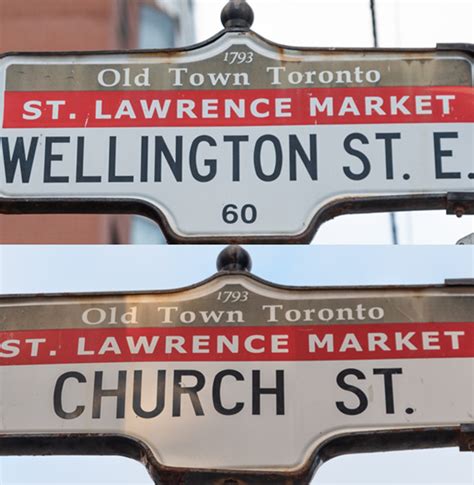 1793
Old Town Toronto
ST. LAWRENCE MARKET
WELLINGTON ST. E.
60
1793
Old Town Toronto
ST. LAWRENCE MARKET
CHURCH ST.